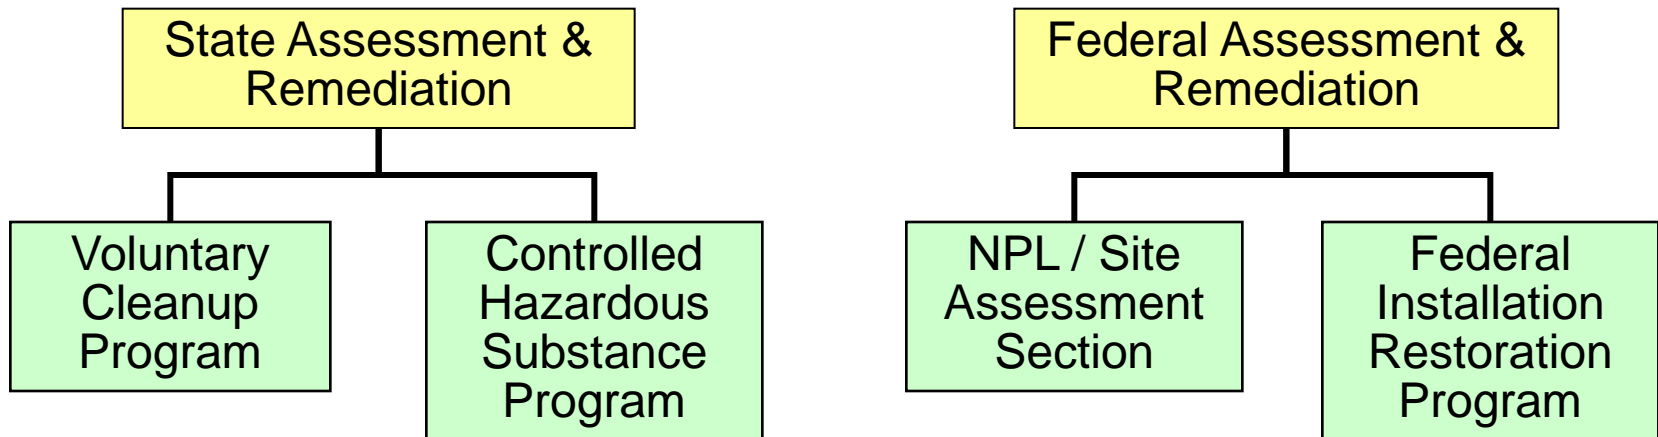 State Assessment &
Remediation
Federal Assessment &
Remediation
Voluntary
Cleanup
Program
Controlled
Hazardous
Substance
Program
NPL / Site
Assessment
Section
Federal
Installation
Restoration
Program